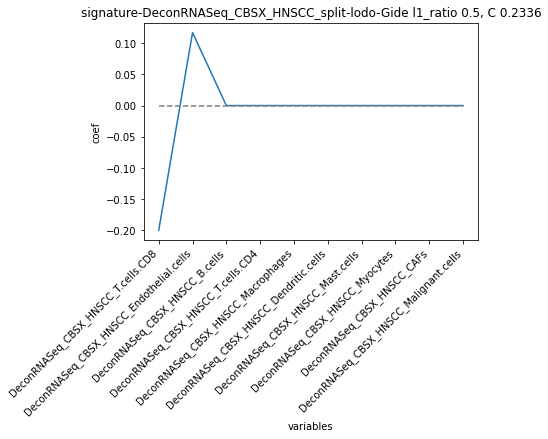 signature-DeconRNASeq_CBSX_HNSCC_split-lodo-Gide l1_ratio 0.5, C 0.2336
0.10
0.05
0.00
−0.05
−0.10
−0.15
−0.20
coef
DeconRNASeq_CBSX_HNSCC_T.cells.CD8
DeconRNASeq_CBSX_HNSCC_Endothelial.cells
DeconRNASeq_CBSX_HNSCC_B.cells
DeconRNASeq_CBSX_HNSCC_T.cells.CD4
DeconRNASeq_CBSX_HNSCC_Macrophages
DeconRNASeq_CBSX_HNSCC_Dendritic.cells
DeconRNASeq_CBSX_HNSCC_Mast.cells
DeconRNASeq_CBSX_HNSCC_Myocytes
DeconRNASeq_CBSX_HNSCC_CAFs
DeconRNASeq_CBSX_HNSCC_Malignant.cells
variables